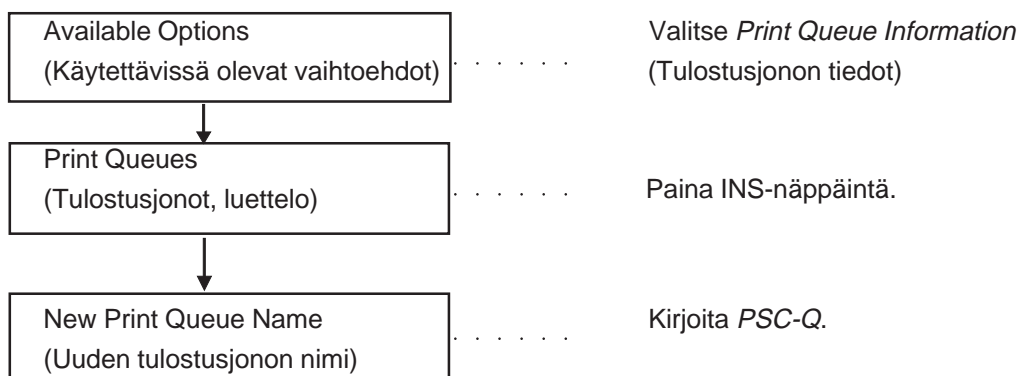 Available Options
(Käytettävissä olevat vaihtoehdot)
Valitse Print Queue Information
(Tulostusjonon tiedot)
Print Queues
(Tulostusjonot, luettelo)
Paina INS-näppäintä.
New Print Queue Name
(Uuden tulostusjonon nimi)
Kirjoita PSC-Q.